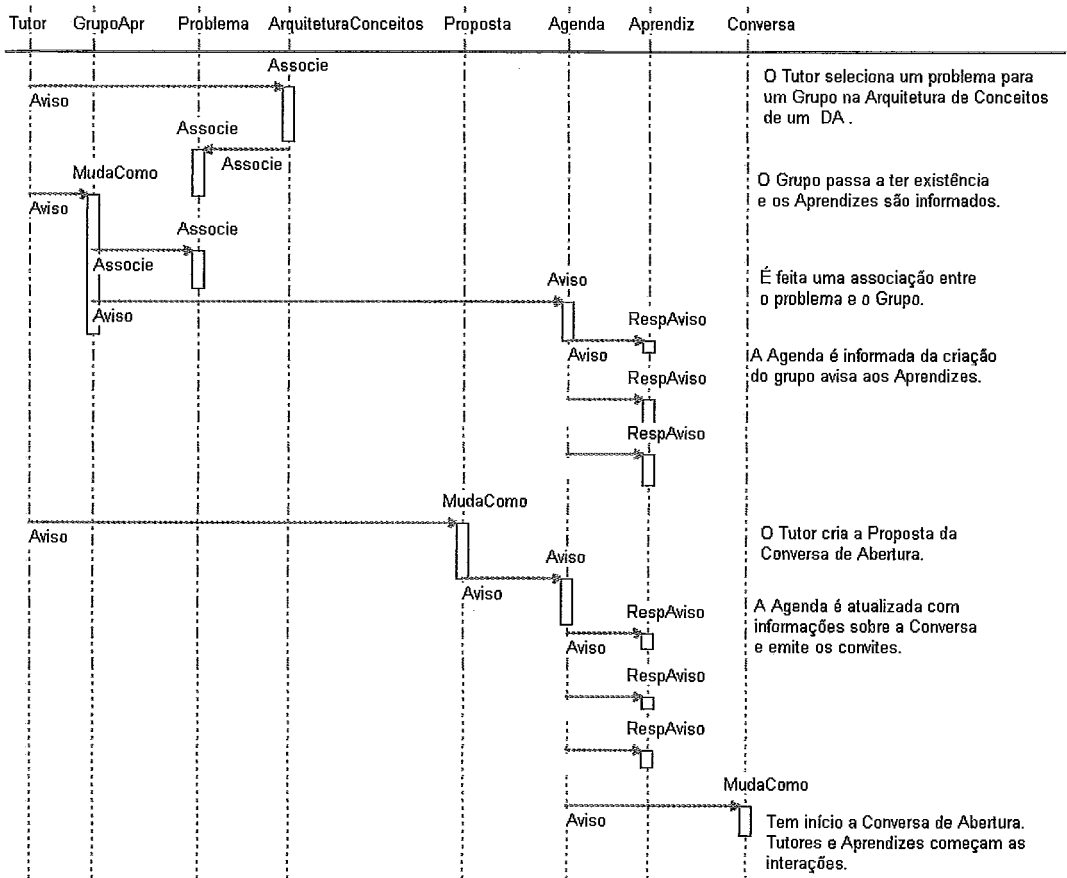 Tutor GrupoApr Problema ArquiteturaConceitos Proposta Agenda Aprendiz Conversa
Associe
Aviso
O Tutor seleciona um problema para
um Grupo na Arquitetura de Conceitos
de um DA .
Associe
Associe
MudaComo
Aviso
O Grupo passa a ter existência
e os Aprendizes são informados.
Associe
Associe
Aviso
É feita uma associação entre
o problema e o Grupo.
Aviso
RespAviso
Aviso
A Agenda é informada da criação
do grupo avisa aos Aprendizes.
RespAviso
RespAviso
MudaComo
Aviso
O Tutor cria a Proposta da
Conversa de Abertura.
Aviso
Aviso
A Agenda é atualizada com
informações sobre a Conversa
e emite os convites.
RespAviso
Aviso
RespAviso
RespAviso
MudaComo
Aviso
Tem início a Conversa de Abertura.
Tutores e Aprendizes começam as
interações.